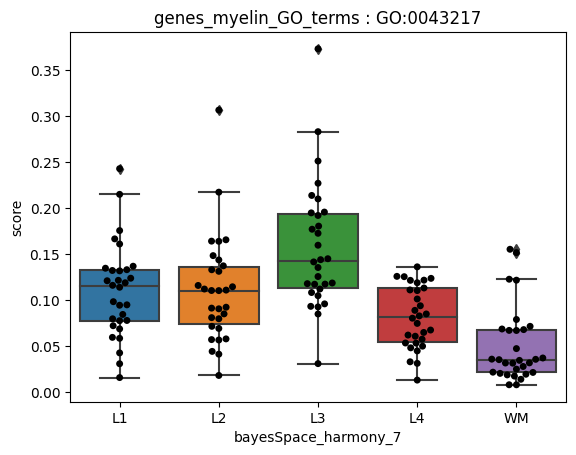 genes_myelin_GO_terms : GO:0043217
score
0.35
0.30
0.25
0.20
0.15
0.10
0.05
0.00
L1 L2 L3 L4 WM
bayesSpace_harmony_7